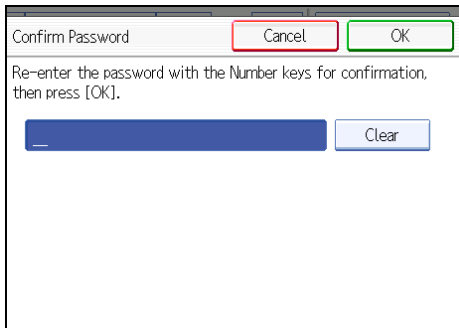 Confirm Password Cancel OK
Re-enter the password with the Number keys for confirmation,
then press [OK].
Clear